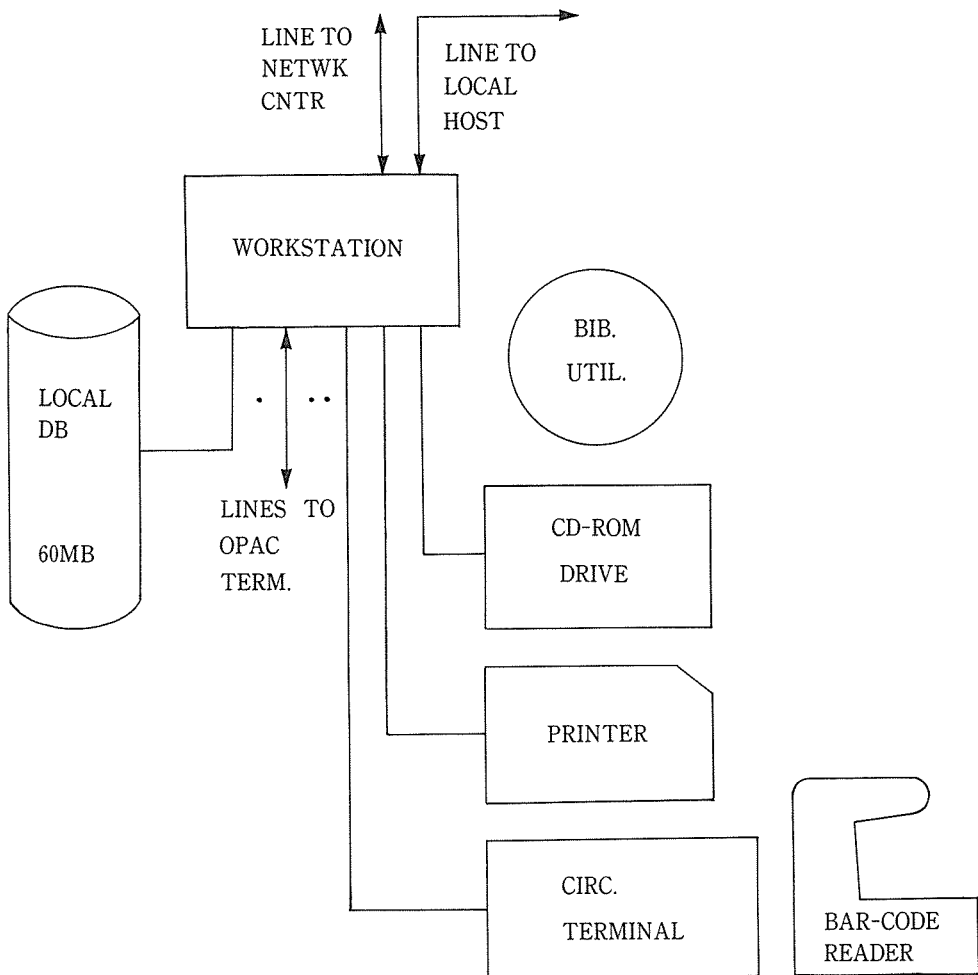 LINE TO
NETWK
CNTR
LINE TO
LOCAL
HOST
WORKSTATION
BIB.
UTIL.
LOCAL
DB
60MB
LINES TO
OPAC
TERM.
CD-ROM
DRIVE
PRINTER
CIRC.
TERMINAL
BAR-CODE
READER